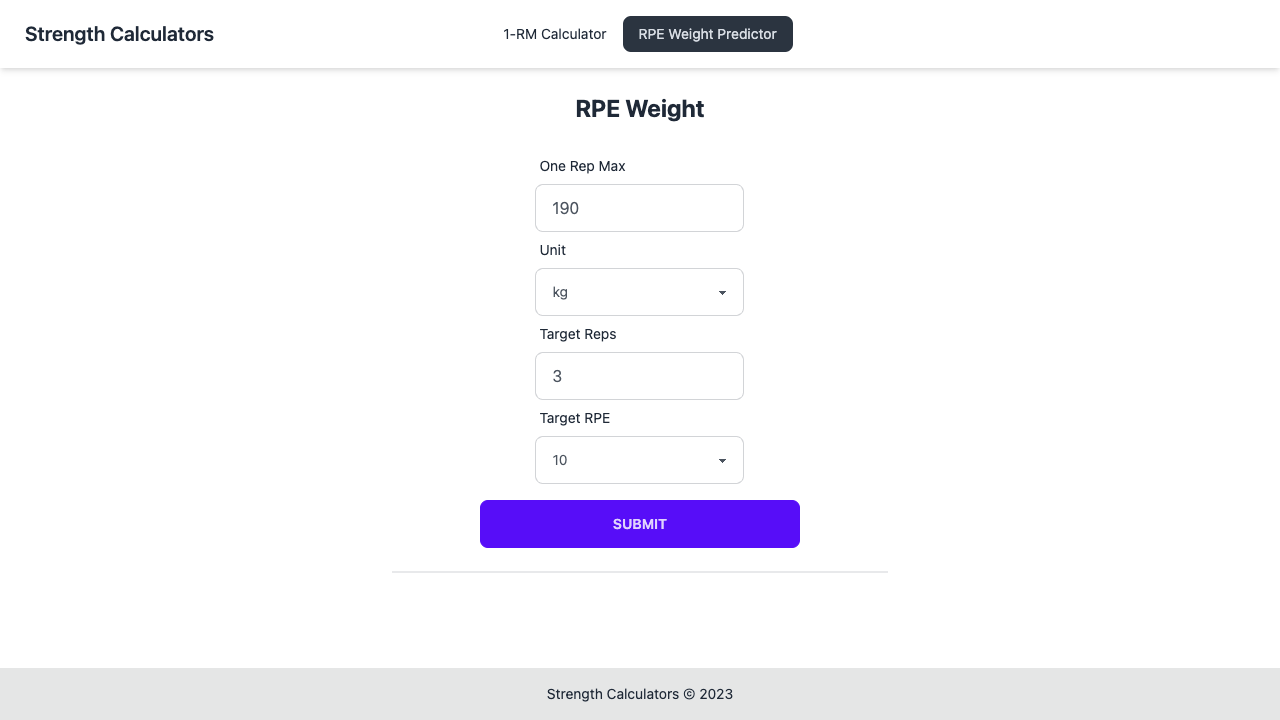 Strength Calculators
1-RM Calculator
RPE Weight Predictor
RPE Weight
One Rep Max
190
Unit
kg
Target Reps
3
Target RPE
10
SUBMIT
Strength Calculators © 2023